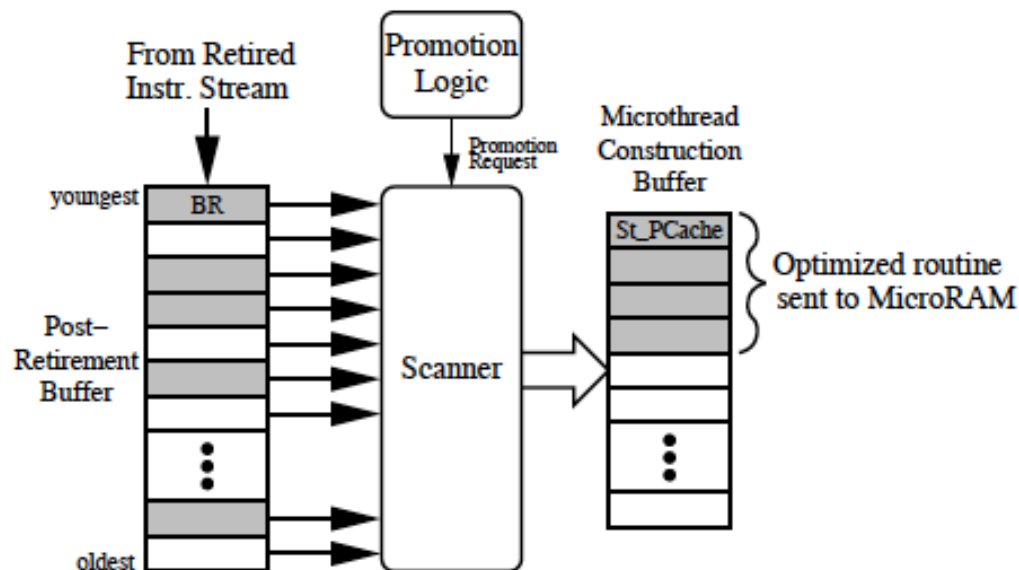 From Retired
Instr. Stream
Promotion
Logic
Promotion
Request
Microthread
Construction
Buffer
youngest
BR
St_PCache
Optimized routine
sent to MicroRAM
Post–
Retirement
Buffer
Scanner
oldest